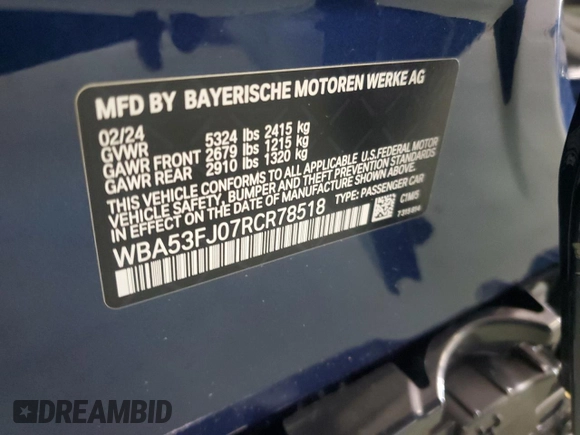 MFD BY BAYERISCHE MOTOREN WERKE AG
02/24
GVWR 5324 lbs 2415 kg
GAWR FRONT 2679 lbs 1215 kg
GAWR REAR 2910 lbs 1320 kg
THIS VEHICLE CONFORMS TO ALL APPLICABLE U.S.FEDERAL MOTOR
VEHICLE SAFETY, BUMPER AND THEFT PREVENTION STANDARDS
IN EFFECT ON THE DATE OF MANUFACTURE SHOWN ABOVE.
TYPE: PASSENGER CAR
WBA53FJ07RCR78518
DREAMBID